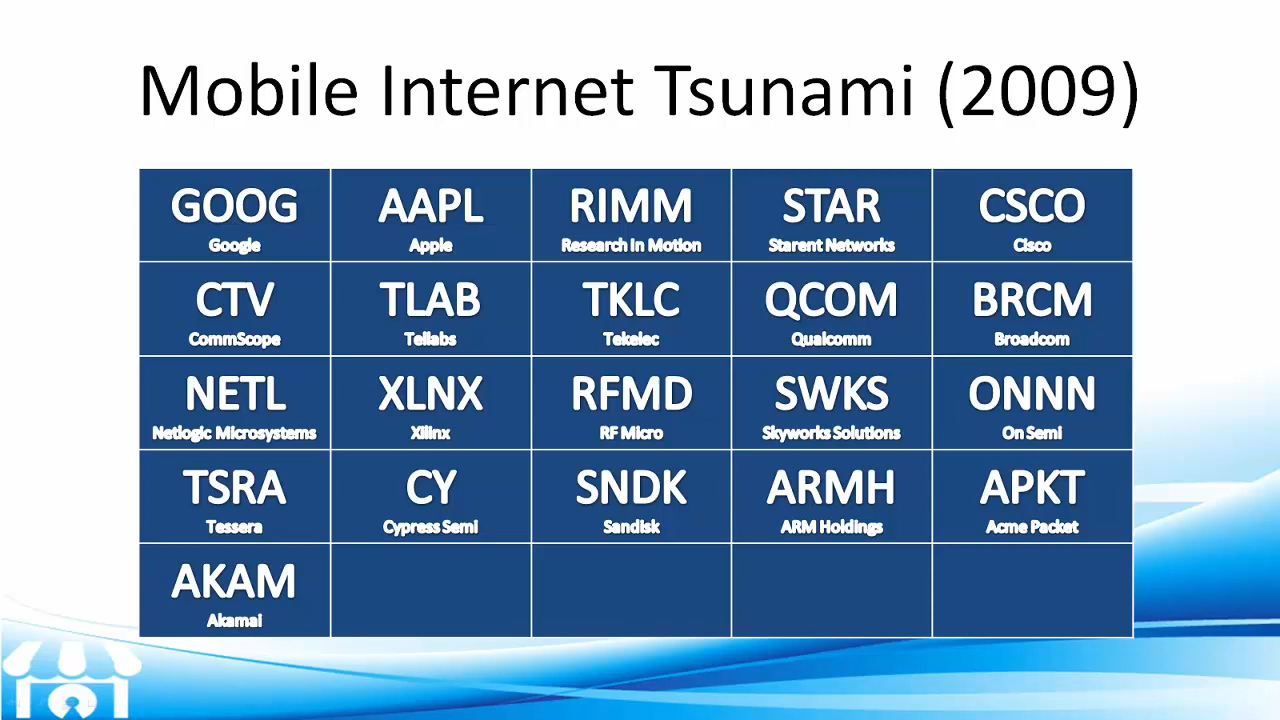 Mobile Internet Tsunami (2009)
GOOG
Google
AAPL
Apple
RIMM
Research In Motion
STAR
Starent Networks
CSCO
Cisco
CTV
CommScope
TLAB
Tellabs
TKLC
Tekelec
QCOM
Qualcomm
BRCM
Broadcom
NETL
Netlogic Microsystems
XLNX
Xilinx
RFMD
RF Micro
SWKS
Skyworks Solutions
ONNN
On Semi
TSRA
Tessera
CY
Cypress Semi
SNDK
Sandisk
ARMH
ARM Holdings
APKT
Acme Packet
AKAM
Akamai